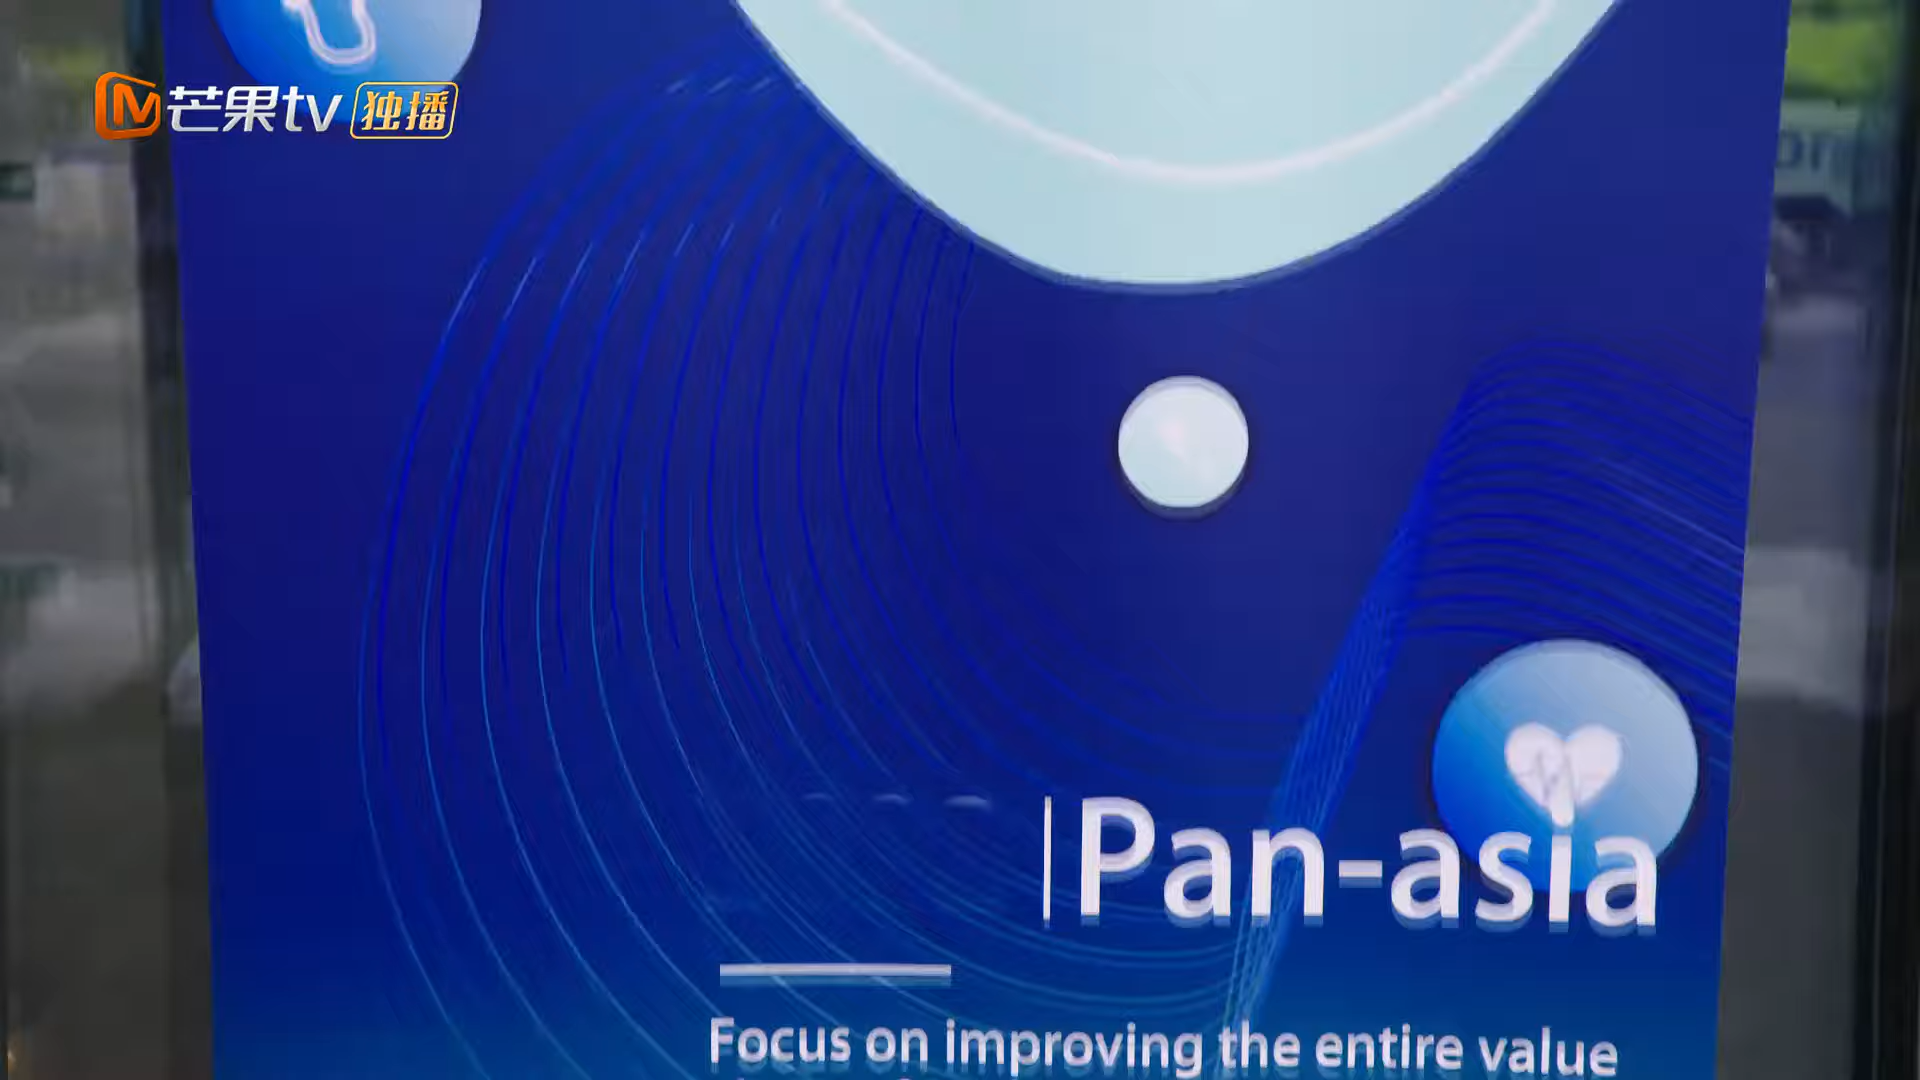 芒果tv 独播
Pan-asia
Focus on improving the entire value